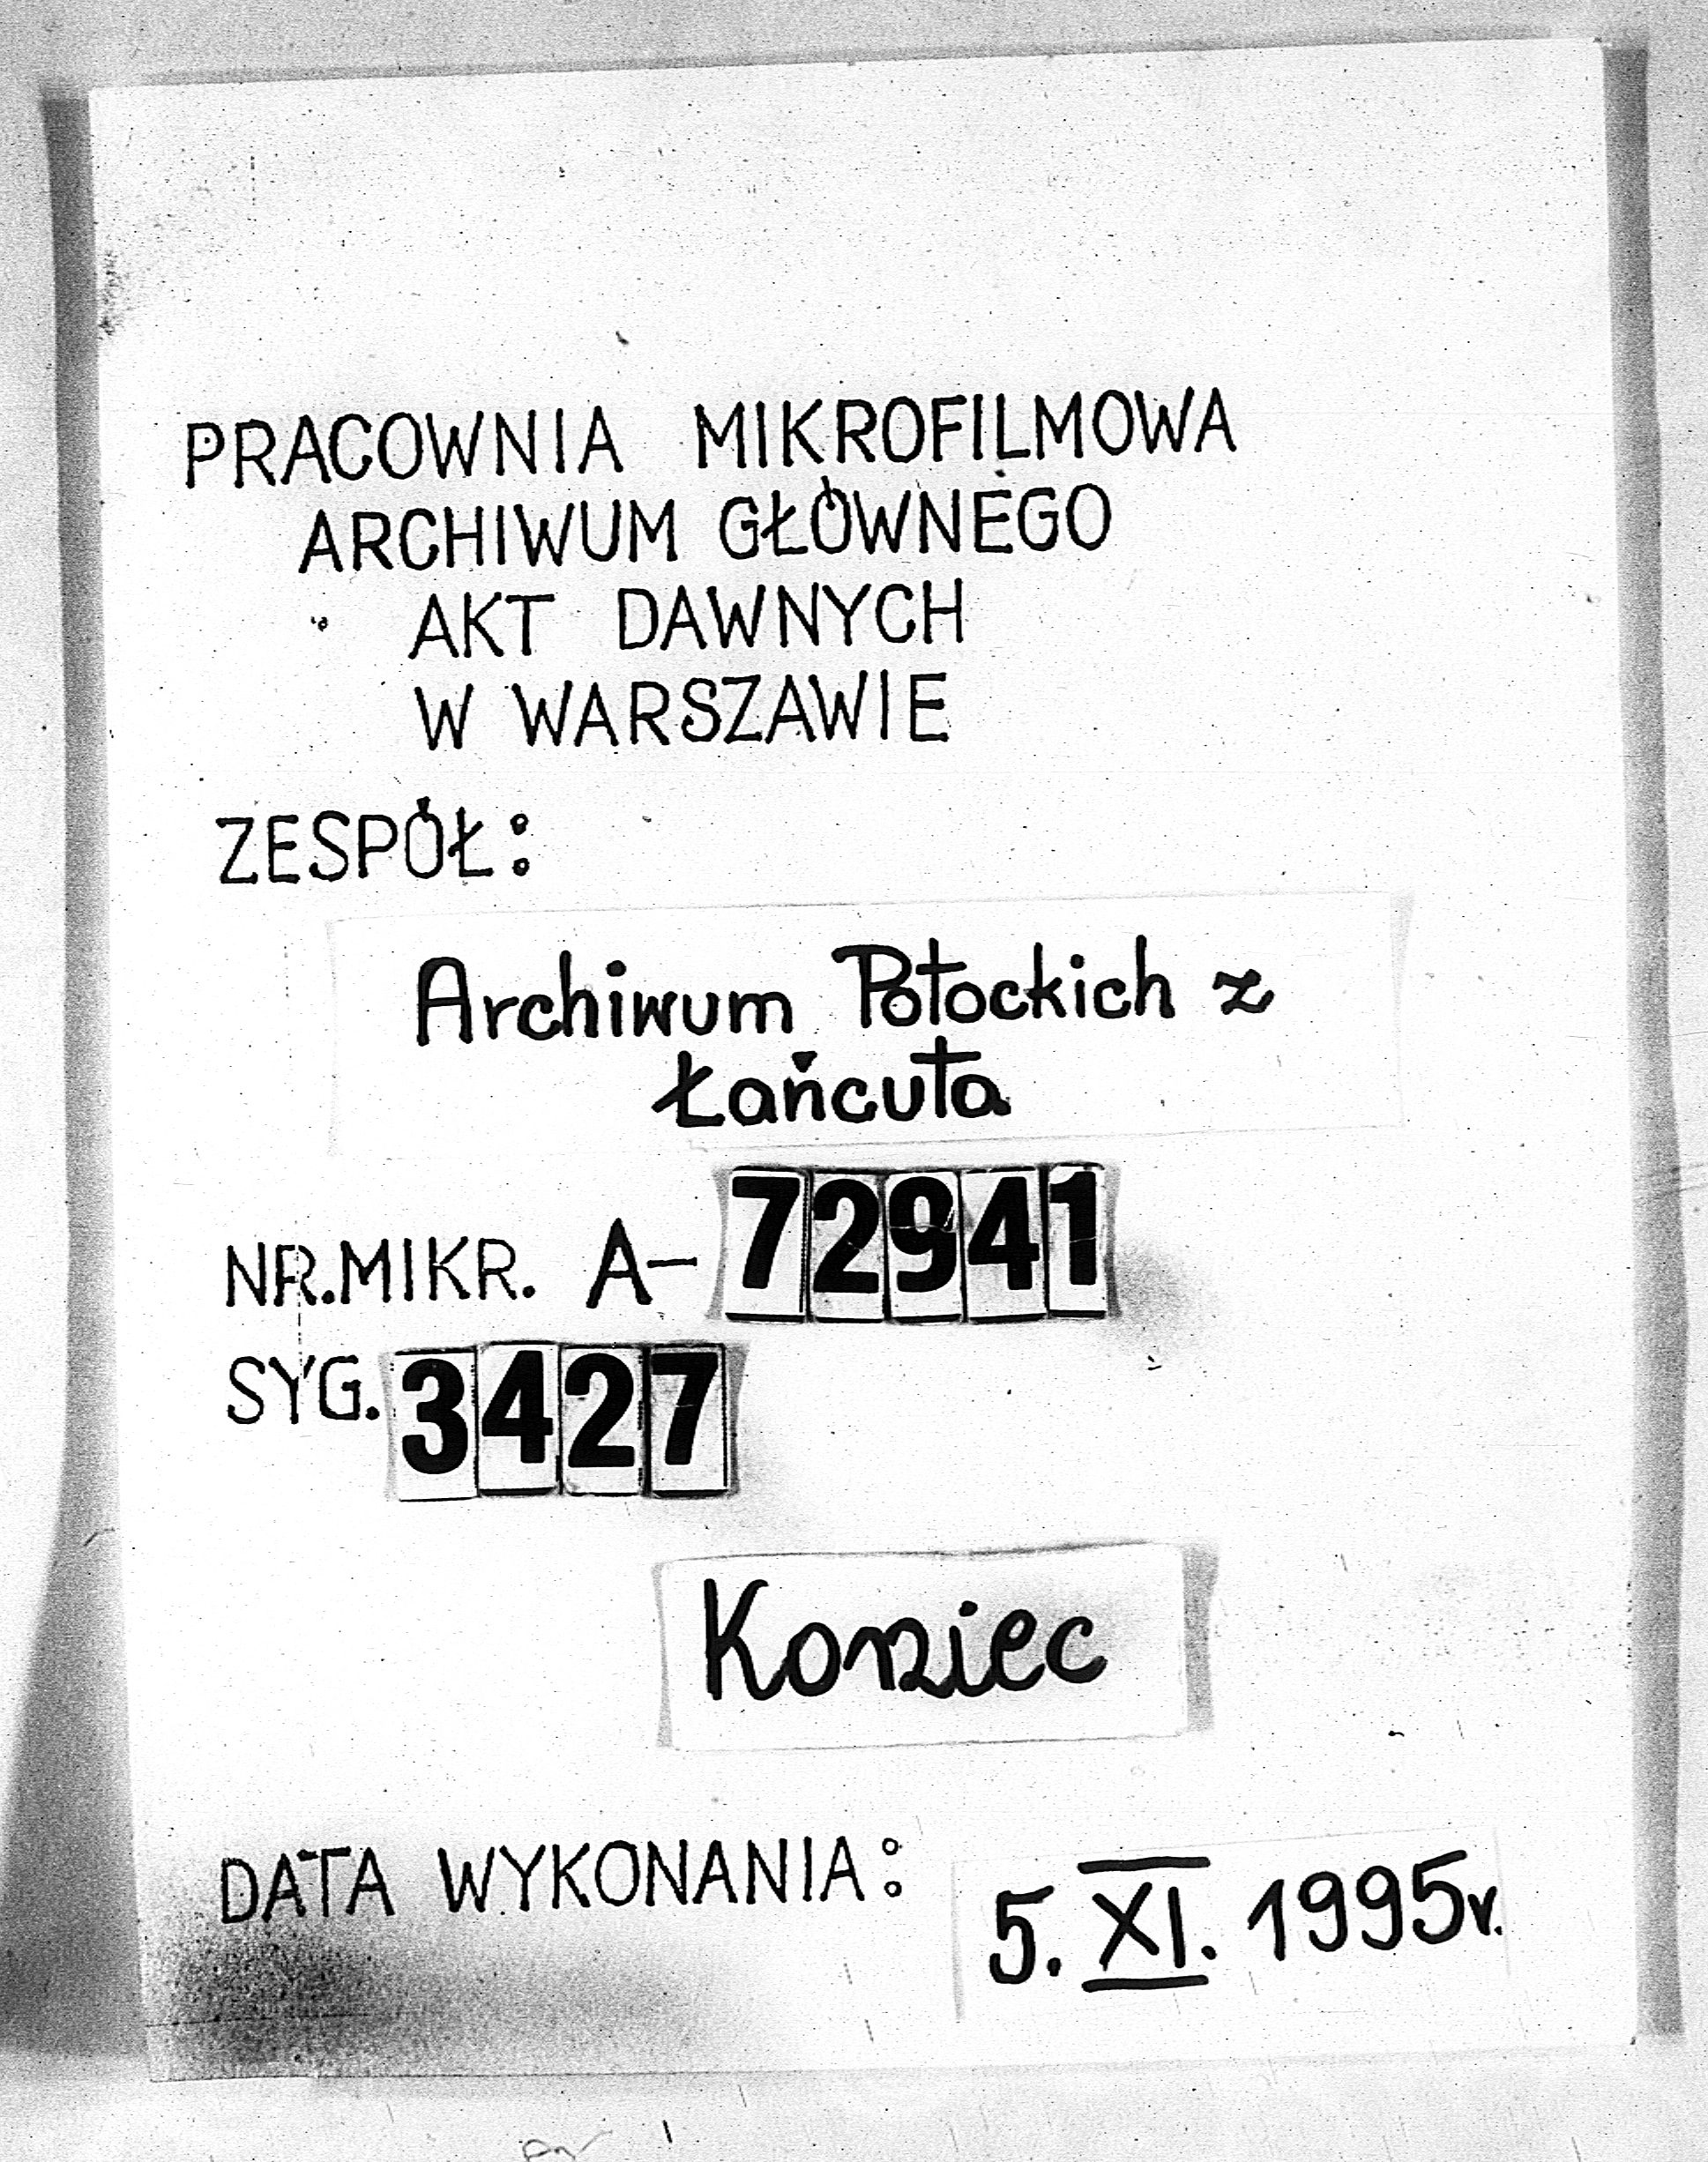 PRACOWNIA MIKROFILMOWA
ARCHIWUM GŁÓWNEGO
AKT DAWNYCH
W WARSZAWIE
ZESPÓŁ:
Archiwum Potockich z
Łańcuta
NR.MIKR. A-72941
SYG. 3427
Koniec
DATA WYKONANIA: 5. XI. 1995r.